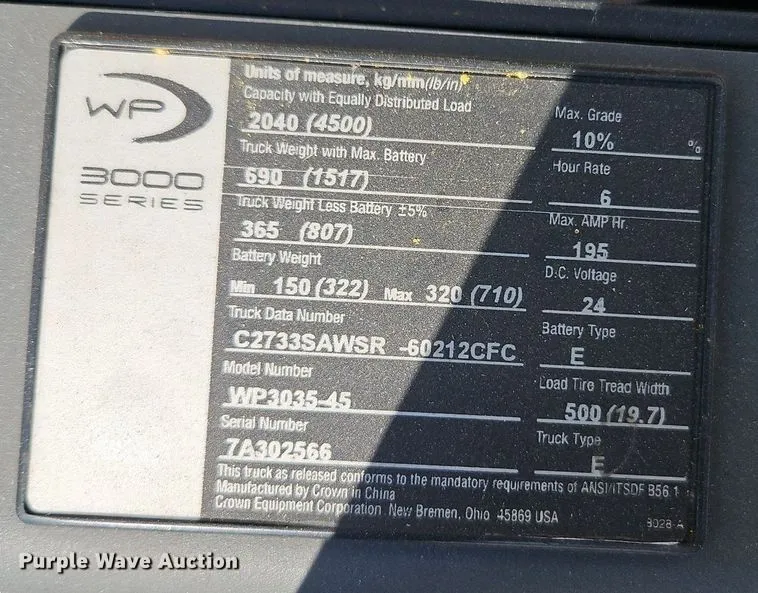 WP
3000
SERIES
Units of measure, kg/mm(lb/in)
Capacity with Equally Distributed Load
2040 (4500)
Truck Weight with Max. Battery
690 (1517)
Truck Weight Less Battery ±5%
365 (807)
Battery Weight
Min 150 (322) Max 320 (710)
Truck Data Number
C2733SAWSR -60212CFC
Model Number
WP3035-45
Serial Number
7A302566
Max. Grade
10% %
Hour Rate
6
Max. AMP Hr.
195
D.C. Voltage
24
Battery Type
E
Load Tire Tread Width
500 (19.7)
Truck Type
E
This truck as released conforms to the mandatory requirements of ANSI/ITSDF B56.1
Manufactured by Crown in China
Crown Equipment Corporation New Bremen, Ohio 45869 USA
8028-A
Purple Wave Auction